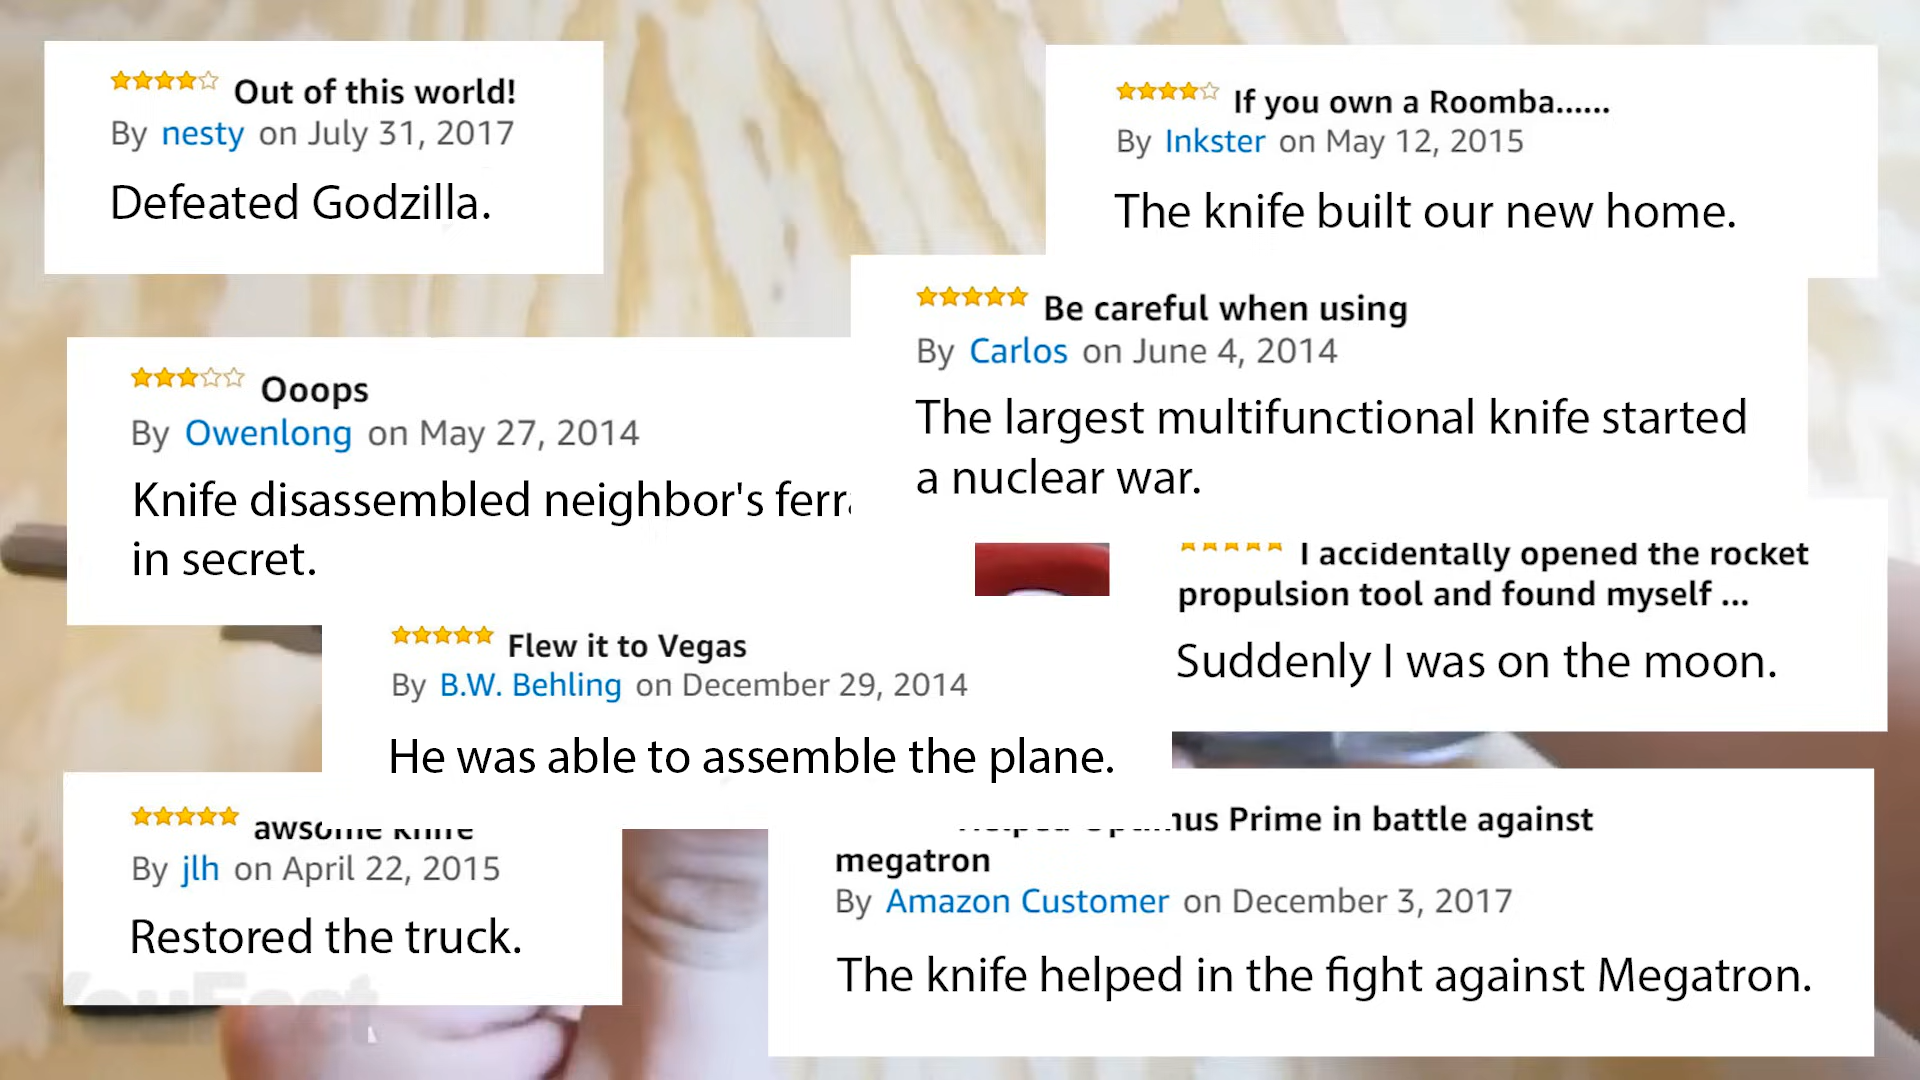 Out of this world!
By nesty on July 31, 2017
Defeated Godzilla.
If you own a Roomba......
By Inkster on May 12, 2015
The knife built our new home.
Be careful when using
By Carlos on June 4, 2014
The largest multifunctional knife started
a nuclear war.
Ooops
By Owenlong on May 27, 2014
Knife disassembled neighbor's
in secret.
I accidentally opened the rocket
propulsion tool and found myself ...
Suddenly I was on the moon.
Flew it to Vegas
By B.W. Behling on December 29, 2014
He was able to assemble the plane.
awsome knife
By jlh on April 22, 2015
Restored the truck.
Helped Optimus Prime in battle against
megatron
By Amazon Customer on December 3, 2017
The knife helped in the fight against Megatron.
YouFact